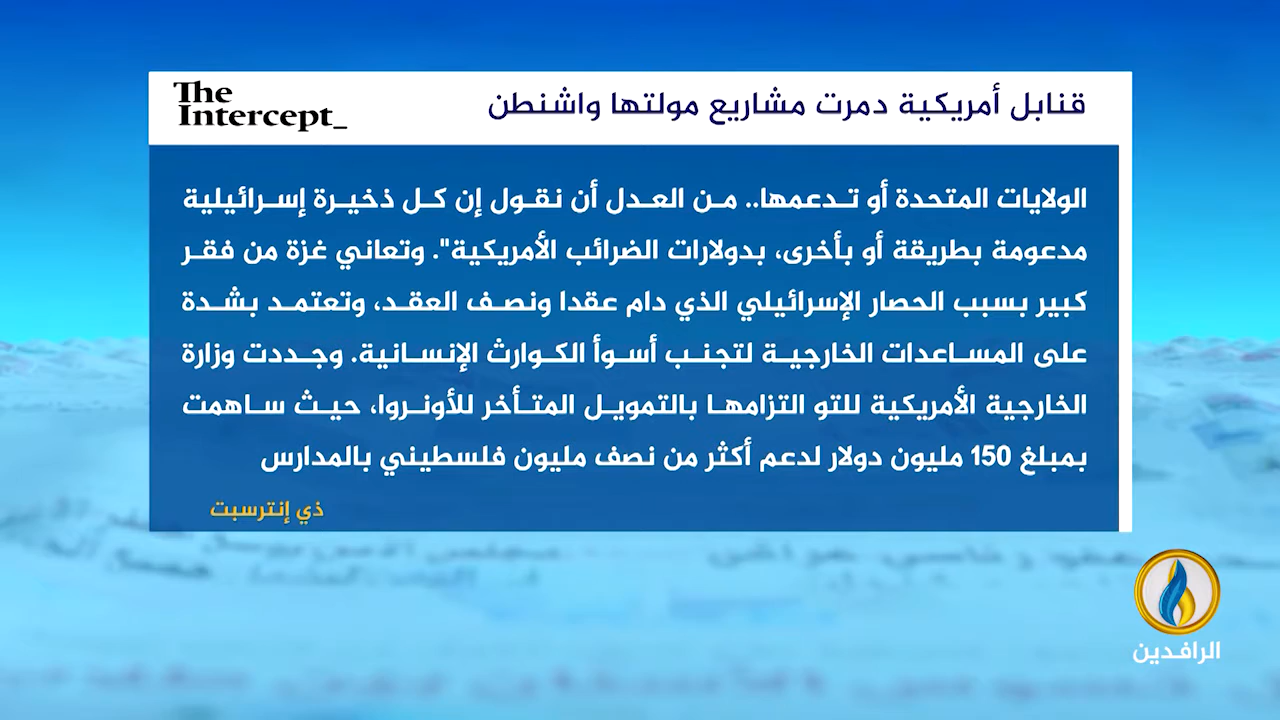 The
Intercept_
قنابل أمريكية دمرت مشاريع مولتها واشنطن
الولايات المتحدة أو تدعمها.. من العدل أن نقول إن كل ذخيرة إسرائيلية
مدعومة بطريقة أو بأخرى، بدولارات الضرائب الأمريكية". وتعاني غزة من فقر
كبير بسبب الحصار الإسرائيلي الذي دام عقدا ونصف العقد، وتعتمد بشدة
على المساعدات الخارجية لتجنب أسوأ الكوارث الإنسانية. وجددت وزارة
الخارجية الأمريكية للتو التزامها بالتمويل المتأخر للأونروا، حيث ساهمت
بمبلغ 150 مليون دولار لدعم أكثر من نصف مليون فلسطيني بالمدارس
ذي إنترسبت
الرافدين